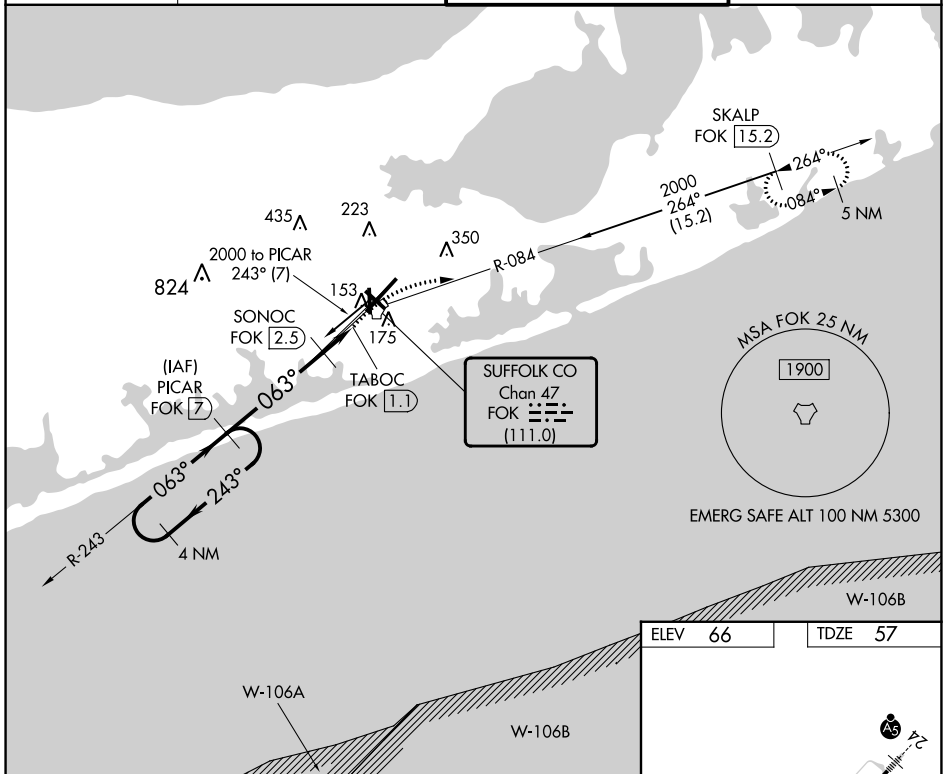 SKALP
FOK 15.2
264°
084°
5 NM
2000
264°
(15.2)
R-084
435
223
350
2000 to PICAR
243° (7)
824
153
175
SONOC
FOK 2.5
(IAF)
PICAR
FOK 7
063°
TABOC
FOK 1.1
SUFFOLK CO
Chan 47
FOK
(111.0)
MSA FOK 25 NM
1900
EMERG SAFE ALT 100 NM 5300
063°
243°
R-243
4 NM
W-106B
ELEV 66
TDZE 57
W-106A
W-106B
A5
24